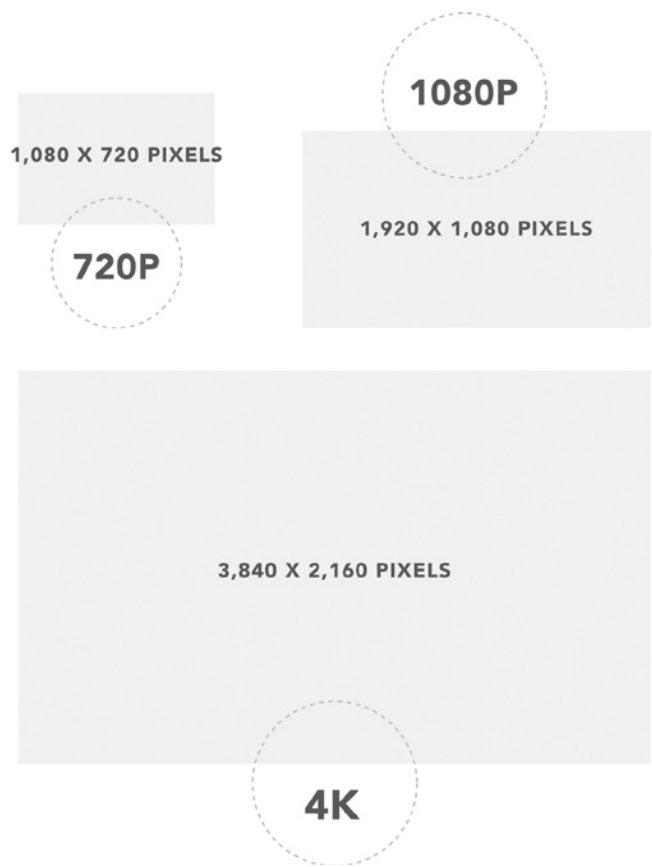 1080P
1,080 X 720 PIXELS
1,920 X 1,080 PIXELS
720P
3,840 X 2,160 PIXELS
4K